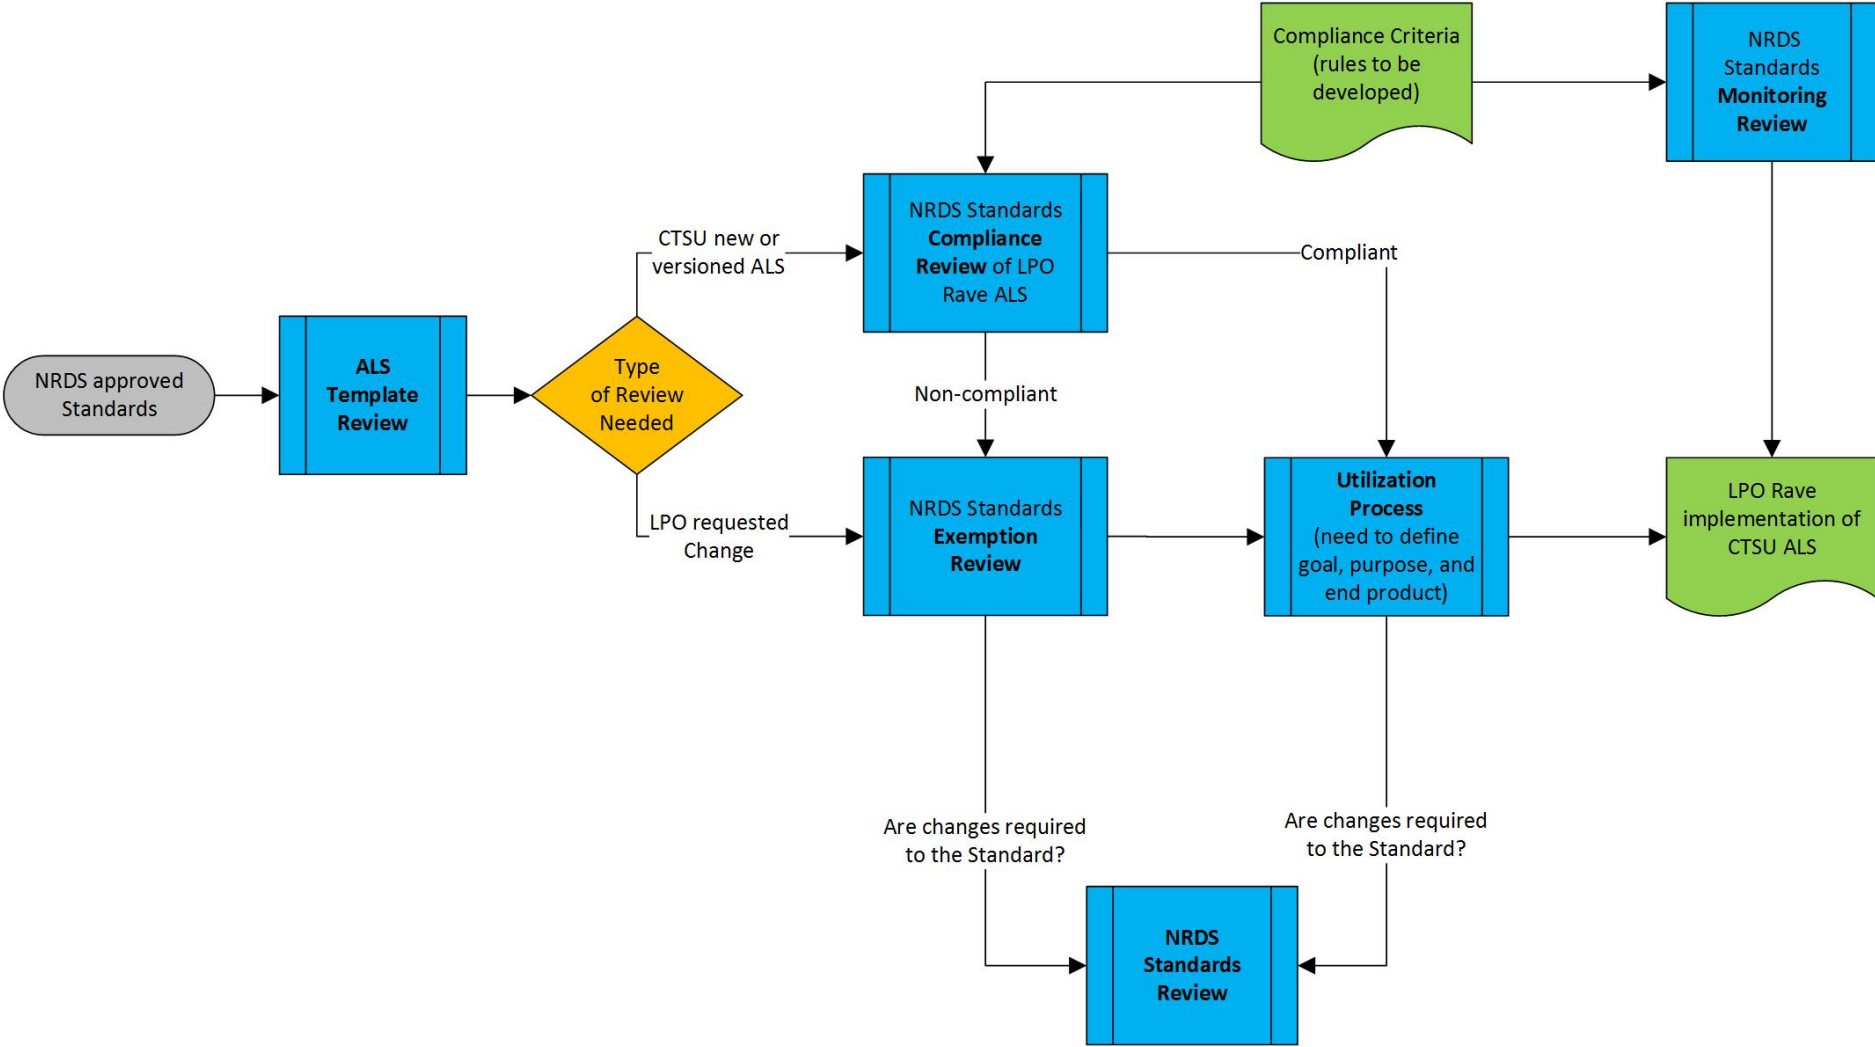 Compliance Criteria
(rules to be
developed)
NRDS
Standards
Monitoring
Review
NRDS Standards
Compliance
Review of LPO
Rave ALS
CTSU new or
versioned ALS
Compliant
NRDS approved
Standards
ALS
Template
Review
Type
of Review
Needed
Non-compliant
LPO requested
Change
NRDS Standards
Exemption
Review
Utilization
Process
(need to define
goal, purpose, and
end product)
LPO Rave
implementation of
CTSU ALS
Are changes required
to the Standard?
Are changes required
to the Standard?
NRDS
Standards
Review